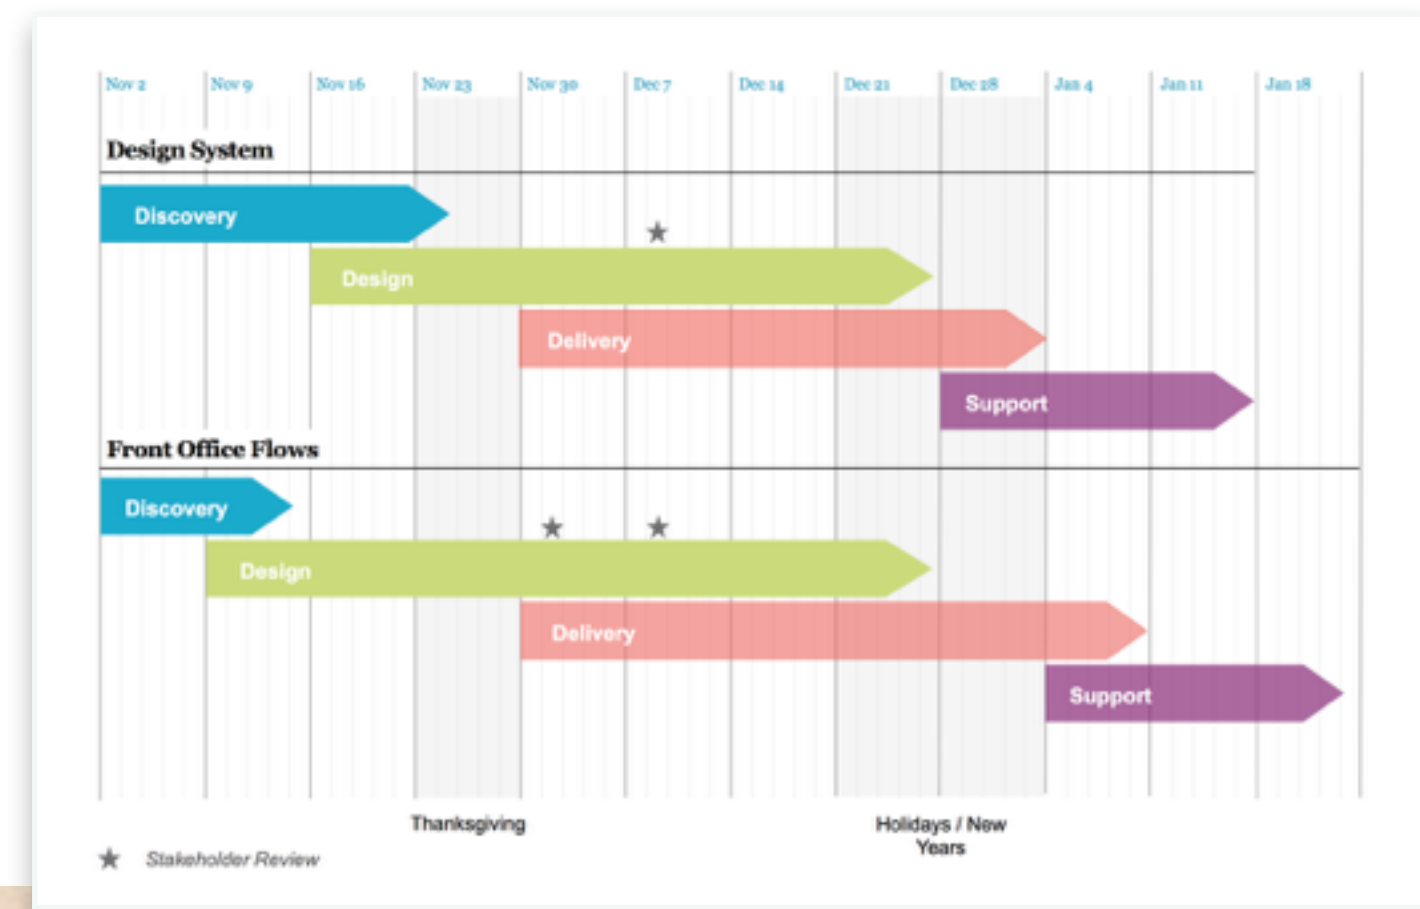 Nov 2 Nov 9 Nov 16 Nov 23 Nov 30 Dec 7 Dec 14 Dec 21 Dec 28 Jan 4 Jan 11 Jan 18
Design System
Discovery
Design
Delivery
Support
Front Office Flows
Discovery
Design
Delivery
Support
Thanksgiving
Holidays / New
Years
Stakeholder Review